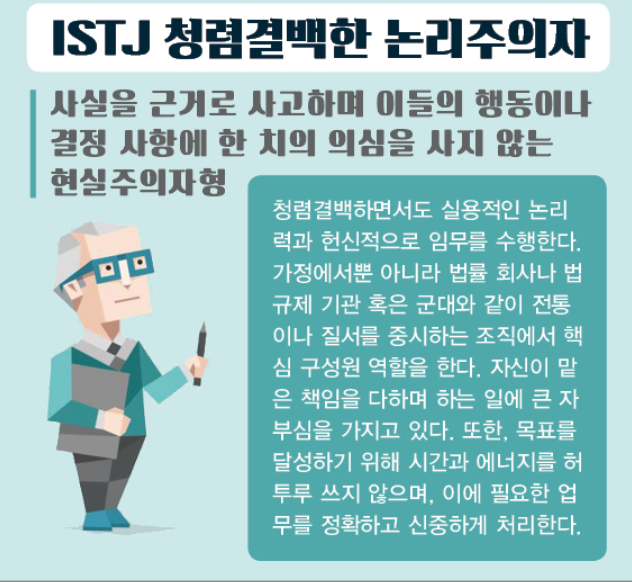 ISTJ 청렴결백한 논리주의자
사실을 근거로 사고하며 이들의 행동이나
결정 사항에 한 치의 의심을 사지 않는
현실주의자형
청렴결백하면서도 실용적인 논리
력과 헌신적으로 임무를 수행한다.
가정에서뿐 아니라 법률 회사나 법
규제 기관 혹은 군대와 같이 전통
이나 질서를 중시하는 조직에서 핵
심 구성원 역할을 한다. 자신이 맡
은 책임을 다하며 하는 일에 큰 자
부심을 가지고 있다. 또한, 목표를
달성하기 위해 시간과 에너지를 허
투루 쓰지 않으며, 이에 필요한 업
무를 정확하고 신중하게 처리한다.